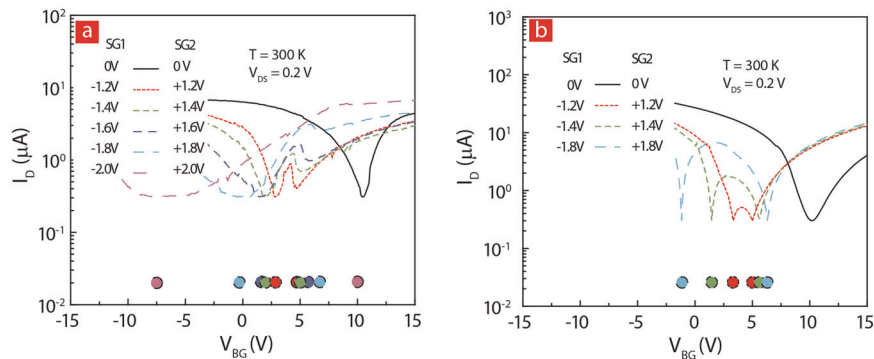 a
SG1 SG2
0V 0 V
-1.2V +1.2V
-1.4V +1.4V
-1.6V +1.6V
-1.8V +1.8V
-2.0V +2.0V
T = 300 K
V_DS = 0.2 V
10^2
10^1
10^0
10^-1
10^-2
I_D (μA)
-15 -10 -5 0 5 10 15
V_BG (V)
b
SG1 SG2
0V 0V
-1.2V +1.2V
-1.4V +1.4V
-1.8V +1.8V
T = 300 K
V_DS = 0.2 V
10^3
10^2
10^1
10^0
10^-1
10^-2
I_D (μA)
-15 -10 -5 0 5 10 15
V_BG (V)